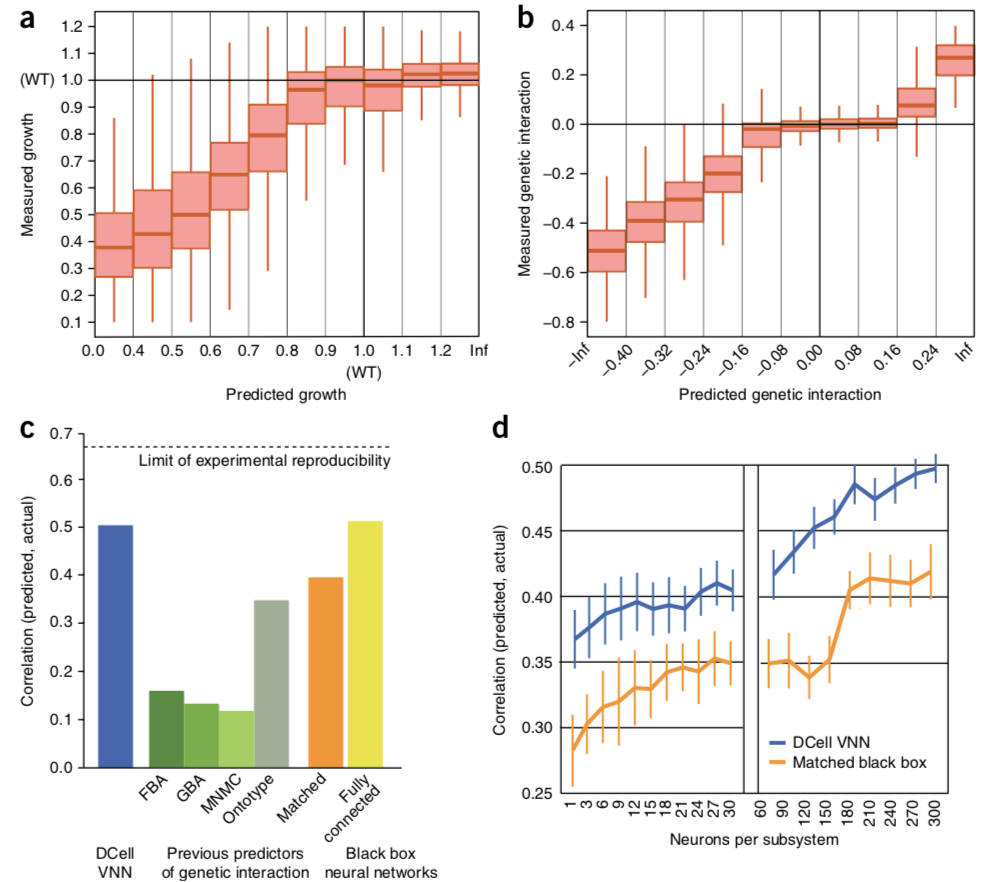 a
1.2
1.1
(WT) 1.0
0.9
0.8
0.7
0.6
0.5
0.4
0.3
0.2
0.1
Measured growth
0.0 0.4 0.5 0.6 0.7 0.8 0.9 1.0 1.1 1.2 Inf
(WT)
Predicted growth
b
0.4
0.2
0.0
−0.2
−0.4
−0.6
−0.8
Measured genetic interaction
−Inf −0.40 −0.32 −0.24 −0.16 −0.08 0.00 0.08 0.16 0.24 Inf
Predicted genetic interaction
c
0.7
0.6
0.5
0.4
0.3
0.2
0.1
0.0
Correlation (predicted, actual)
Limit of experimental reproducibility
FBA GBA MNMC Ontotype Matched Fully connected
DCell VNN
Previous predictors of genetic interaction
Black box neural networks
d
0.50
0.45
0.40
0.35
0.30
0.25
Correlation (predicted, actual)
DCell VNN
Matched black box
1 3 6 9 12 15 18 21 24 27 30 60 90 120 150 180 210 240 270 300
Neurons per subsystem